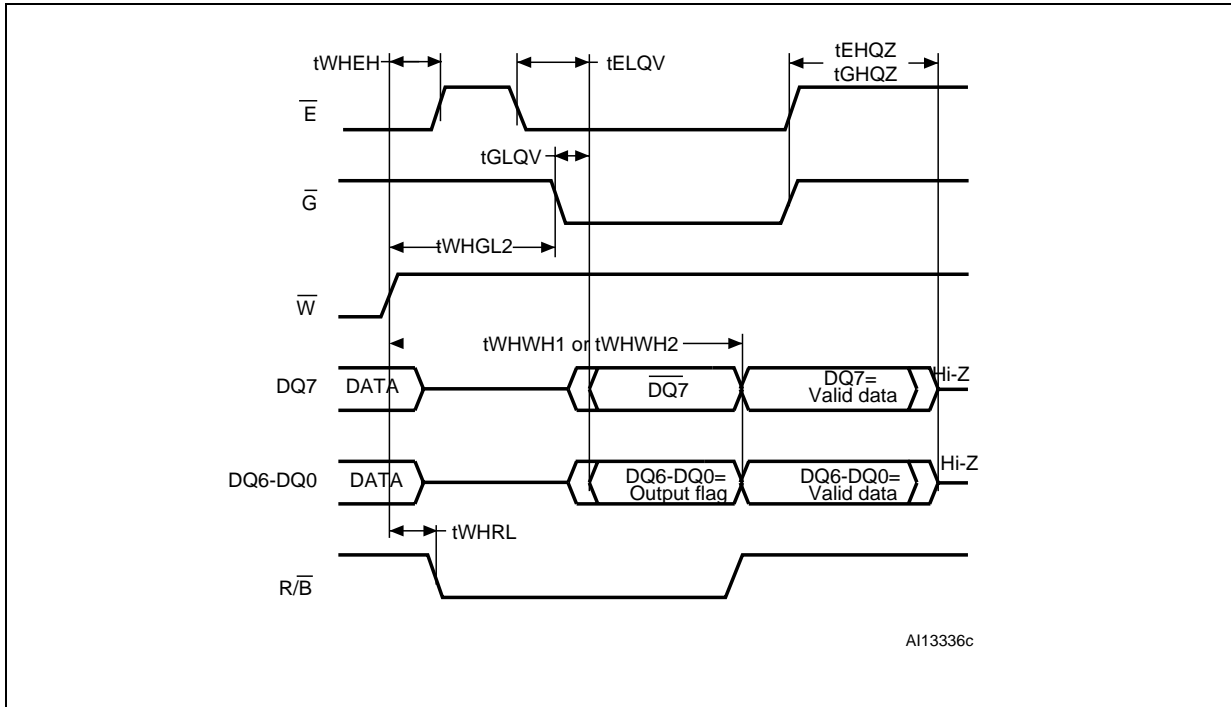 tWHEH
tELQV
tEHQZ
tGHQZ
E̅
tGLQV
G̅
tWHGL2
W̅
tWHWH1 or tWHWH2
DQ7
DATA
D̅Q̅7̅
DQ7=
Valid data
Hi-Z
DQ6-DQ0
DATA
DQ6-DQ0=
Output flag
DQ6-DQ0=
Valid data
Hi-Z
tWHRL
R/B̅
AI13336c